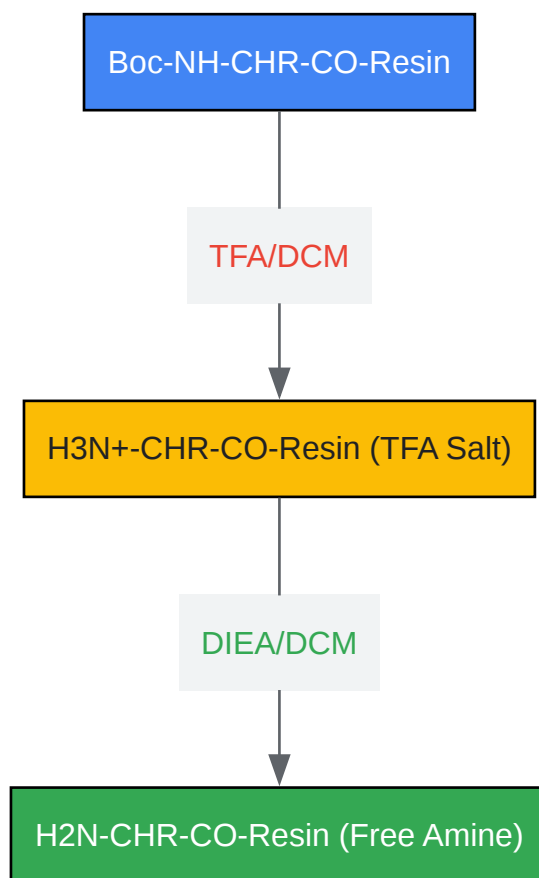 Boc-NH-CHR-CO-Resin
TFA/DCM
H3N+-CHR-CO-Resin (TFA Salt)
DIEA/DCM
H2N-CHR-CO-Resin (Free Amine)